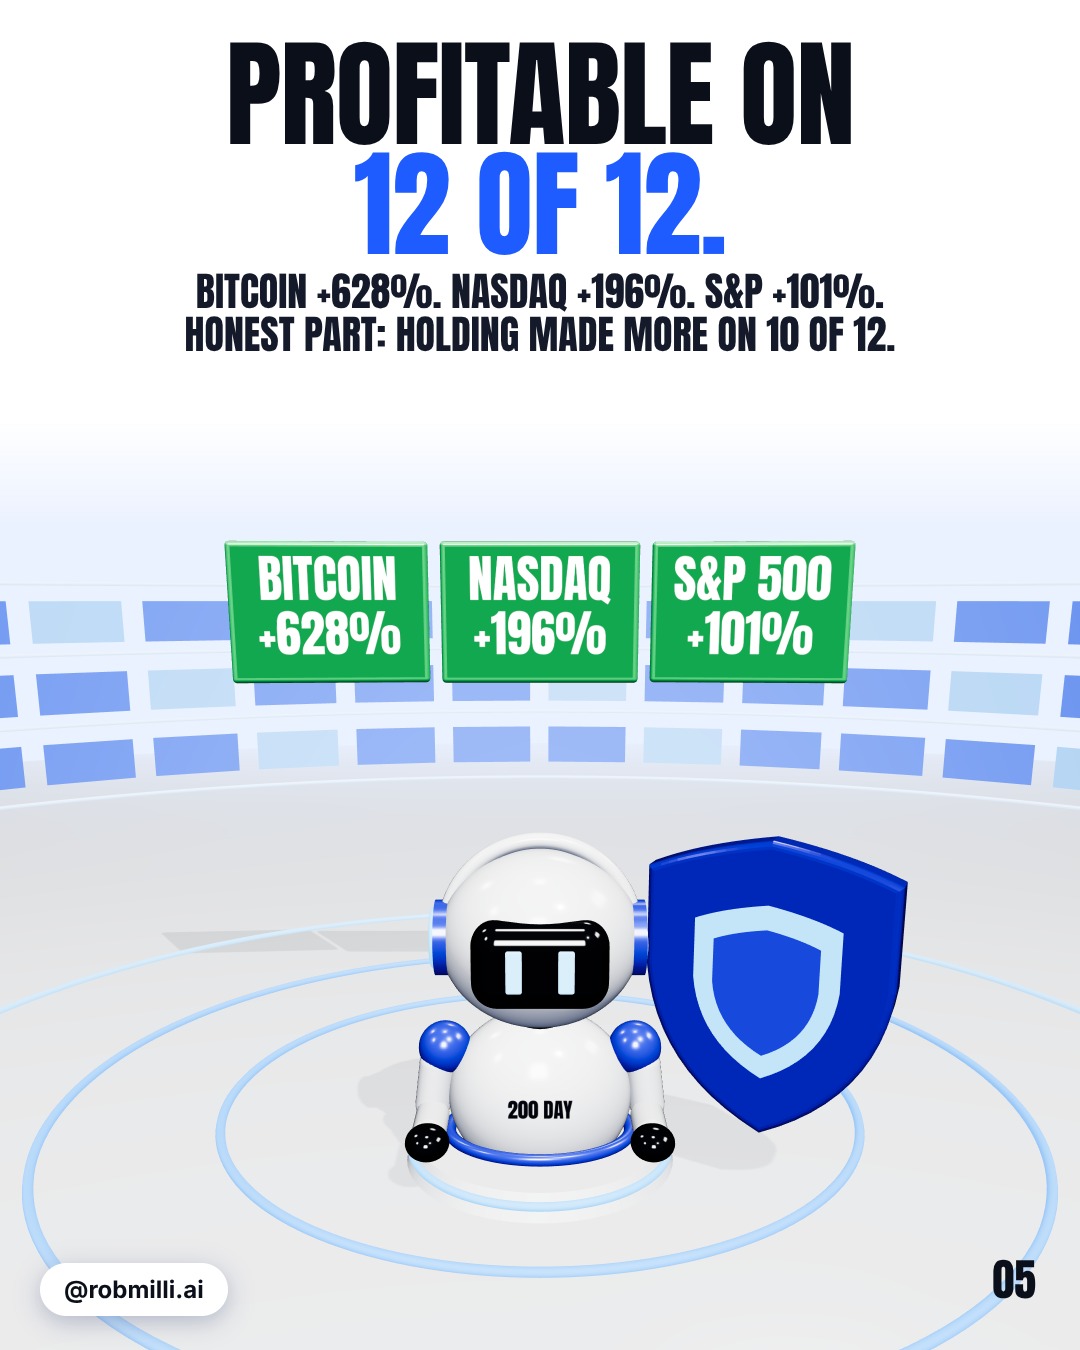 PROFITABLE ON
12 OF 12.
BITCOIN +628%. NASDAQ +196%. S&P +101%.
HONEST PART: HOLDING MADE MORE ON 10 OF 12.
BITCOIN
+628%
NASDAQ
+196%
S&P 500
+101%
200 DAY
@robmilli.ai
05